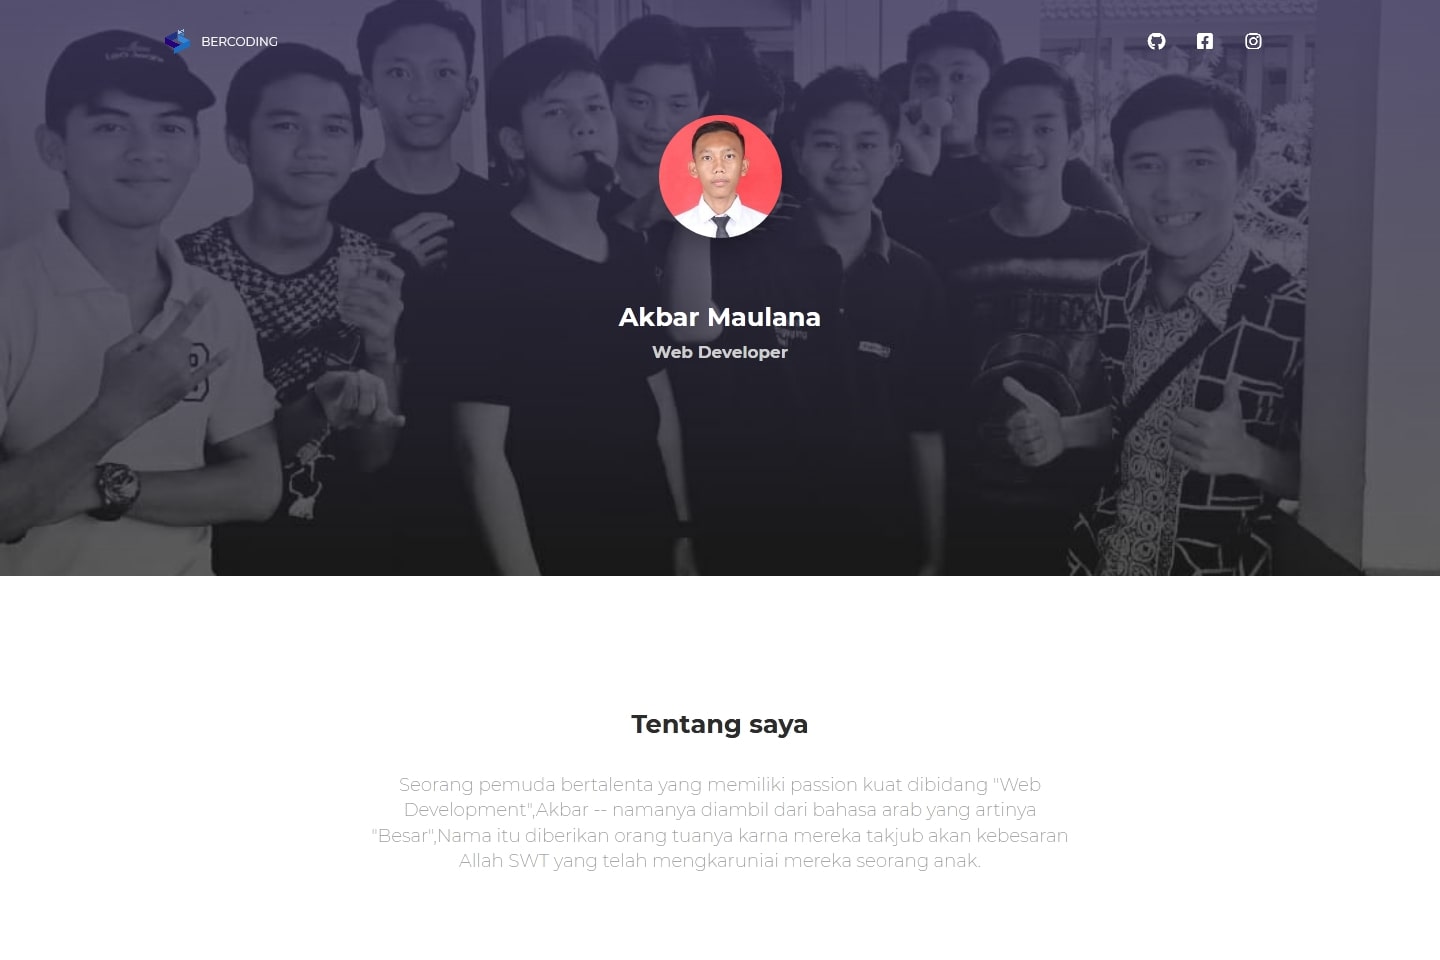 BERCODING
Akbar Maulana
Web Developer
Tentang saya
Seorang pemuda bertalenta yang memiliki passion kuat dibidang "Web
Development",Akbar -- namanya diambil dari bahasa arab yang artinya
"Besar",Nama itu diberikan orang tuanya karna mereka takjub akan kebesaran
Allah SWT yang telah mengkaruniai mereka seorang anak.